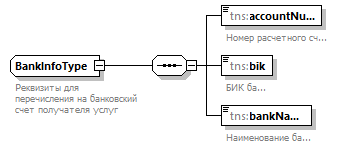 tns:accountNu...
Номер расчетного сч...
BankInfoType
tns:bik
Реквизиты для
перечисления на банковский
счет получателя услуг
БИК ба...
tns:bankNa...
Наименование ба...